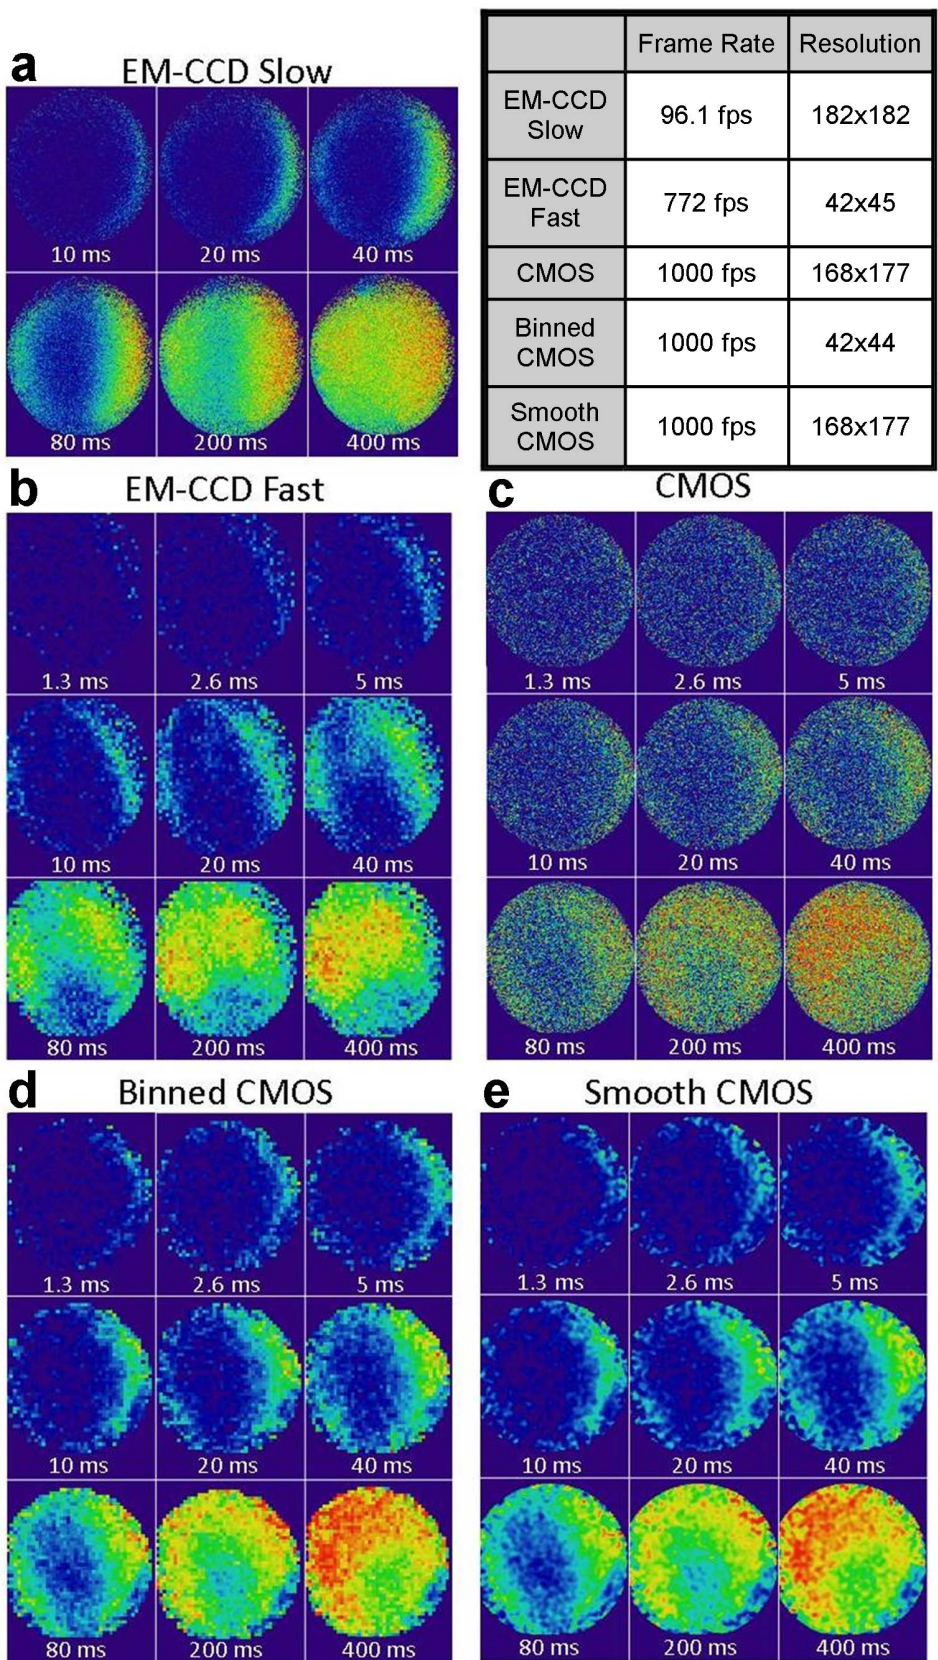 a
EM-CCD Slow
10 ms 20 ms 40 ms
80 ms 200 ms 400 ms
Frame Rate Resolution
EM-CCD
Slow
96.1 fps 182x182
EM-CCD
Fast
772 fps 42x45
CMOS 1000 fps 168x177
Binned
CMOS
1000 fps 42x44
Smooth
CMOS
1000 fps 168x177
b
EM-CCD Fast
1.3 ms 2.6 ms 5 ms
10 ms 20 ms 40 ms
80 ms 200 ms 400 ms
c
CMOS
1.3 ms 2.6 ms 5 ms
10 ms 20 ms 40 ms
80 ms 200 ms 400 ms
d
Binned CMOS
1.3 ms 2.6 ms 5 ms
10 ms 20 ms 40 ms
80 ms 200 ms 400 ms
e
Smooth CMOS
1.3 ms 2.6 ms 5 ms
10 ms 20 ms 40 ms
80 ms 200 ms 400 ms